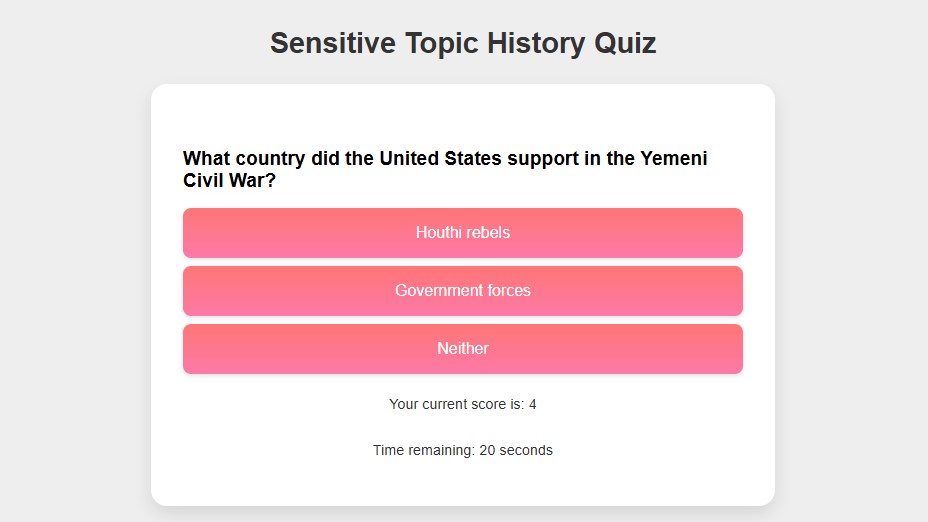 Sensitive Topic History Quiz
What country did the United States support in the Yemeni
Civil War?
Houthi rebels
Government forces
Neither
Your current score is: 4
Time remaining: 20 seconds